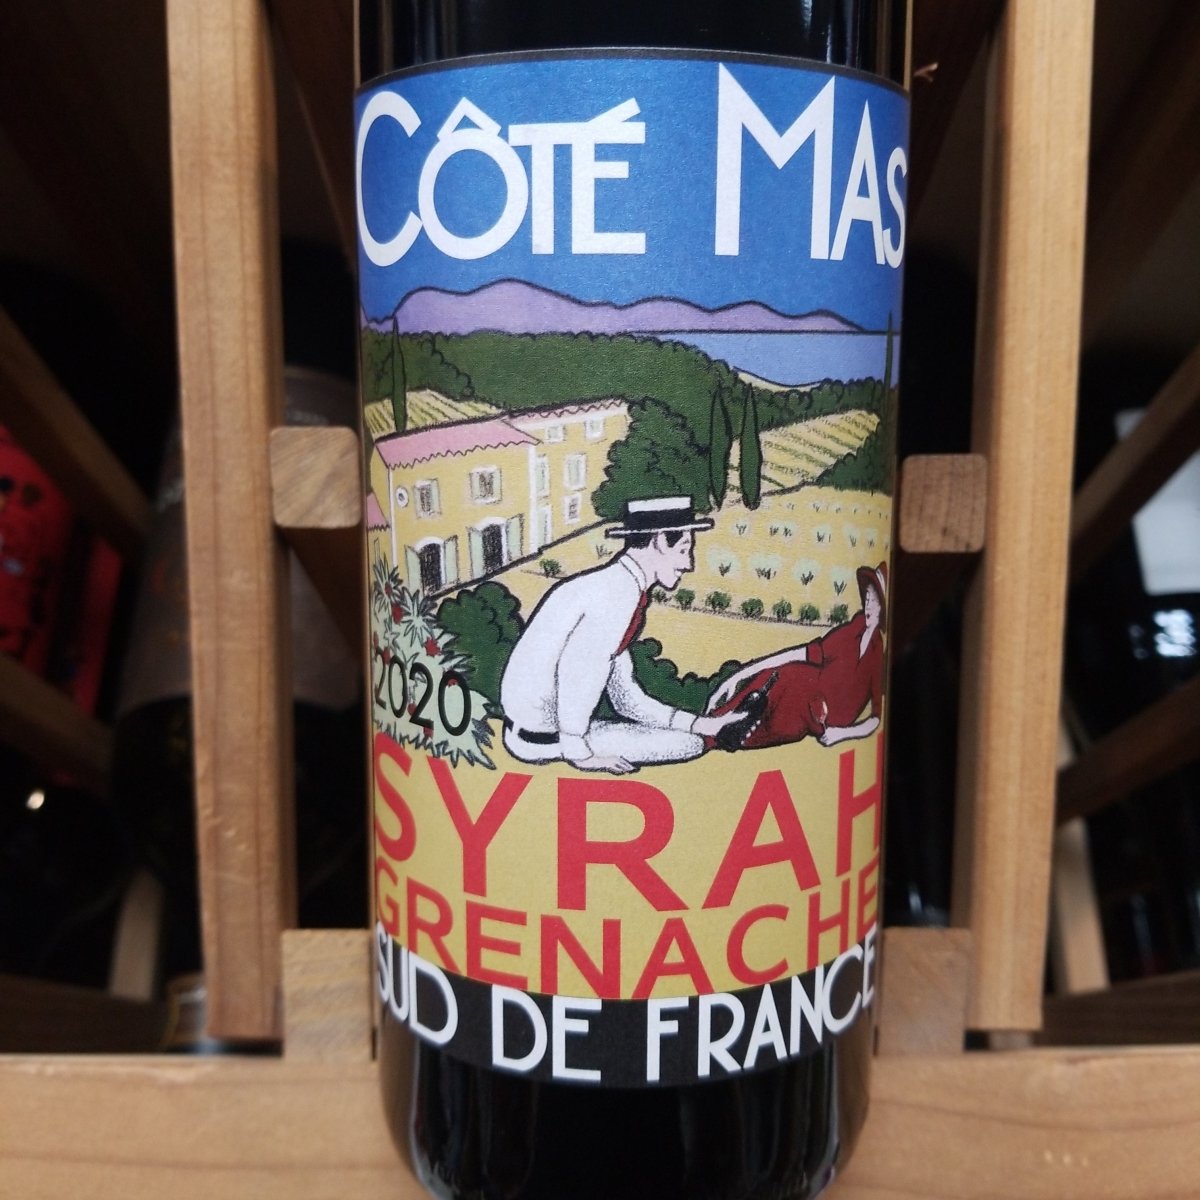 CÔTÉ MAS
2020
SYRAH
GRENACHE
SUD DE FRANCE